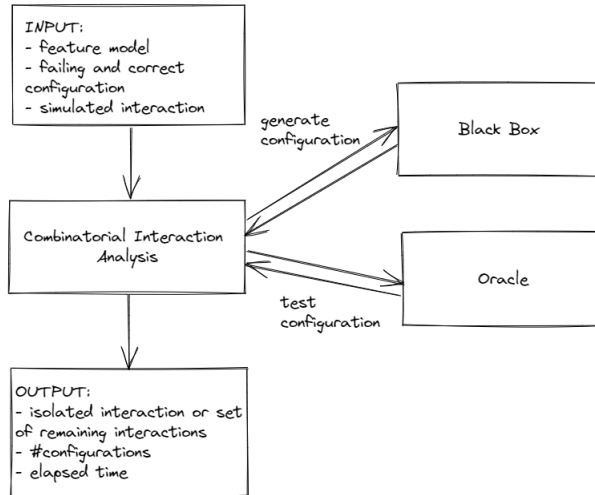 INPUT:
- feature model
- failing and correct
configuration
- simulated interaction
generate
configuration
Black Box
Combinatorial Interaction
Analysis
Oracle
test
configuration
OUTPUT:
- isolated interaction or set
of remaining interactions
- #configurations
- elapsed time